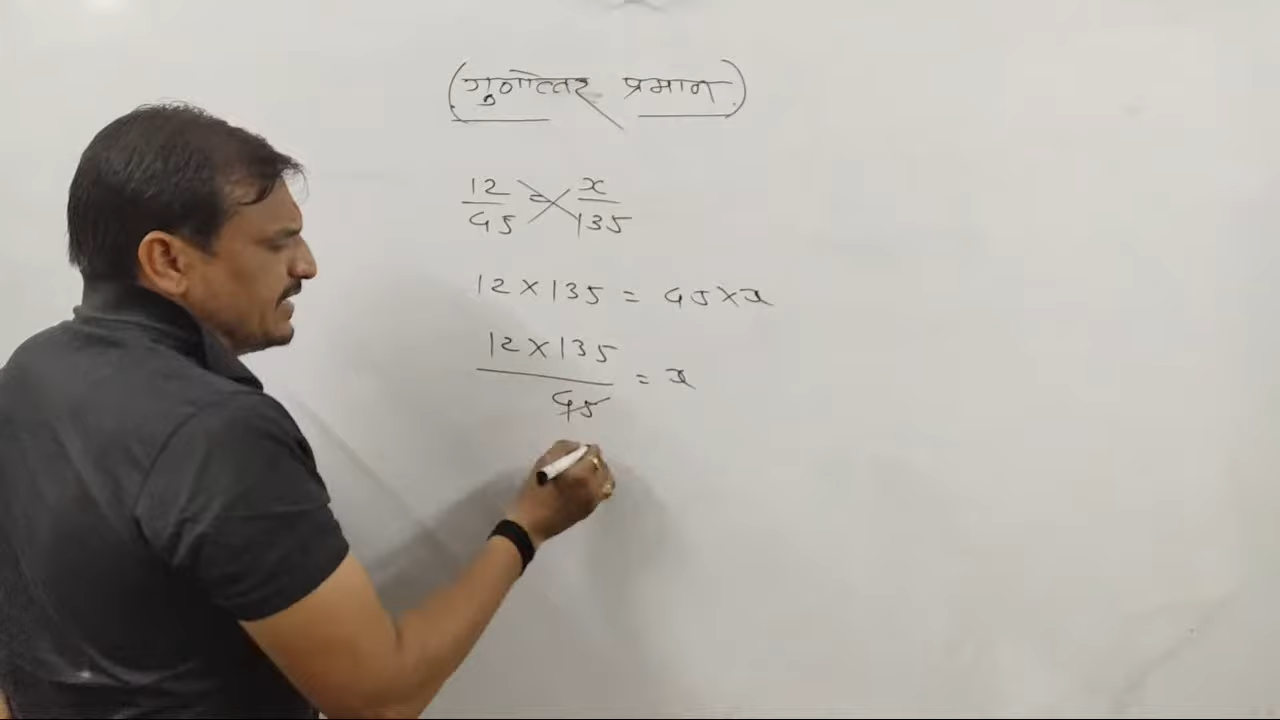 (गुणोत्तर प्रमान)
12/45 = x/135
12 × 135 = 45 × x
12 × 135 / 45 = x